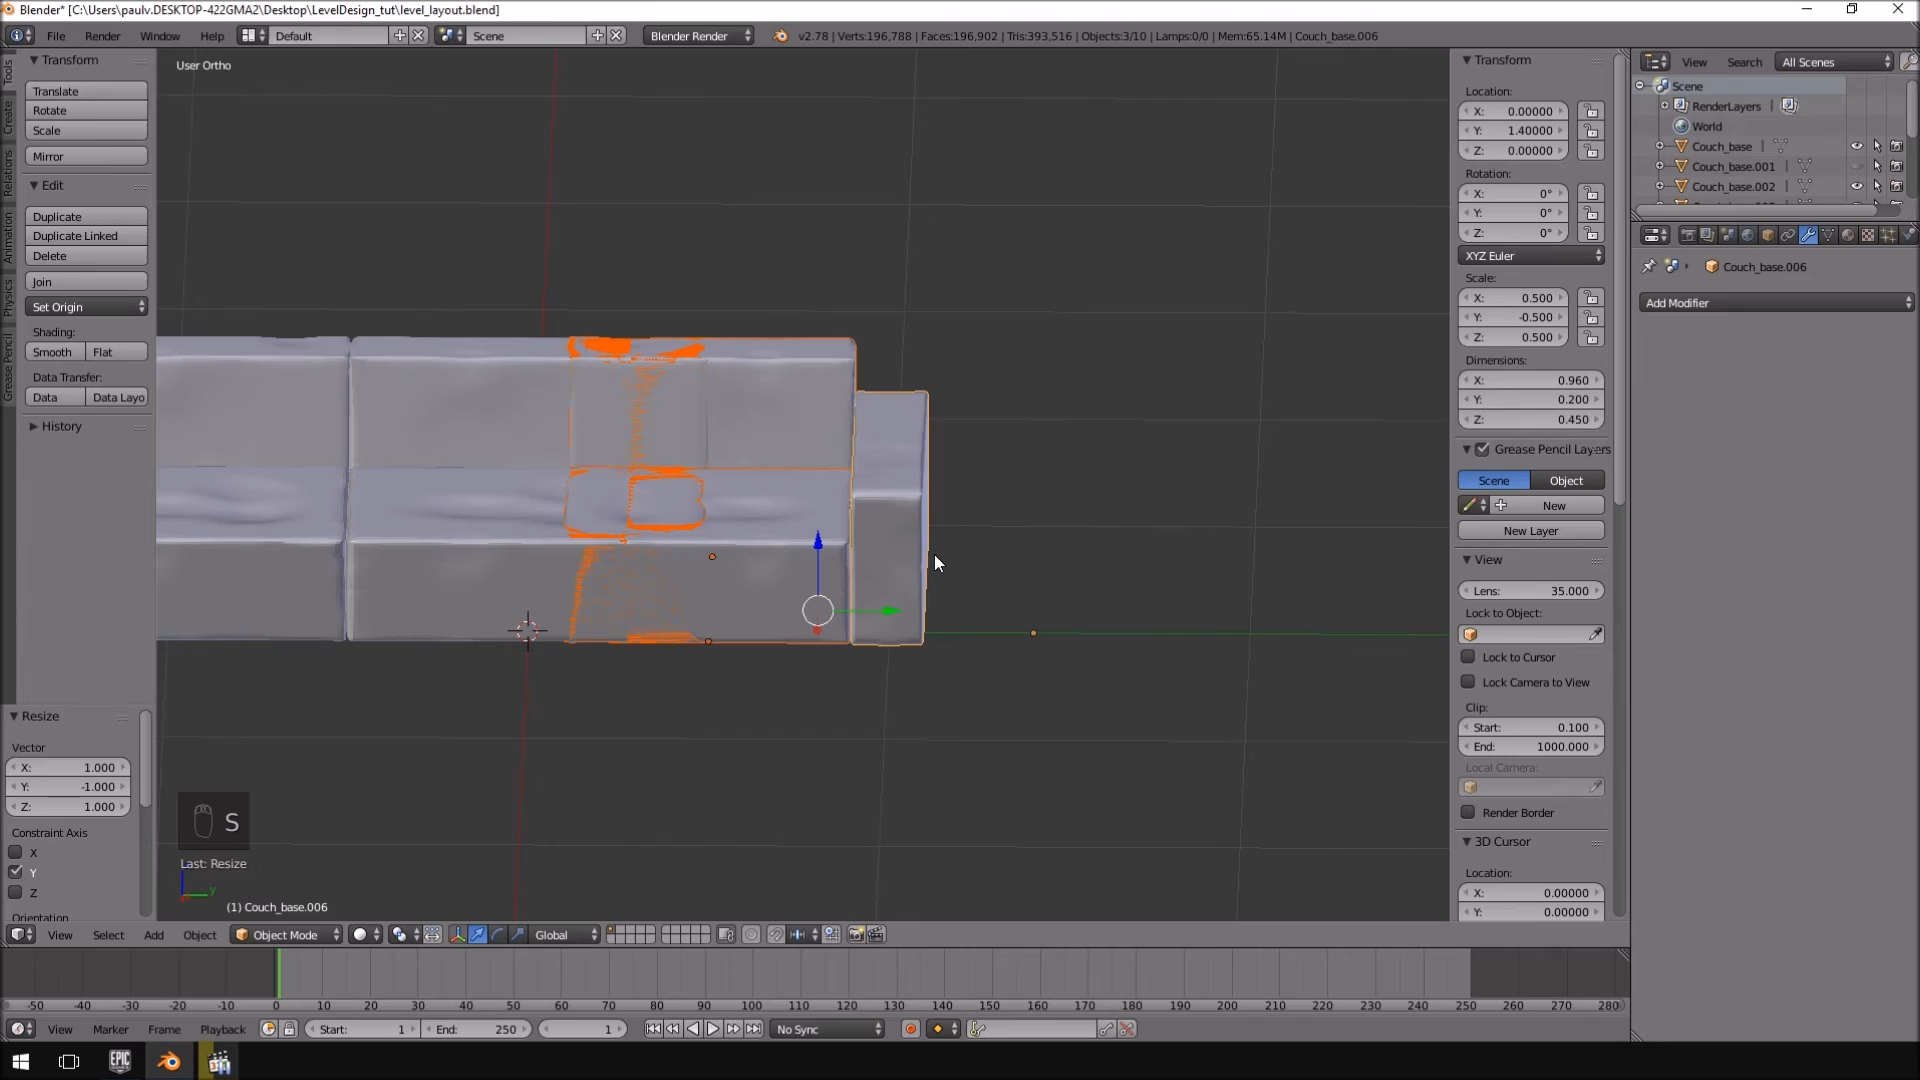 Blender* [C:\Users\paulv.DESKTOP-422GMA2\Desktop\LevelDesign_tut\level_layout.blend]
File Render Window Help Default Scene Blender Render v2.78 | Verts:196,788 | Faces:196,902 | Tris:393,516 | Objects:3/10 | Lamps:0/0 | Mem:65.14M | Couch_base.006
Tools
Create
Relations
Animation
Physics
Grease Pencil
Transform
Translate
Rotate
Scale
Mirror
Edit
Duplicate
Duplicate Linked
Delete
Join
Set Origin
Shading:
Smooth Flat
Data Transfer:
Data Data Layo
History
Resize
Vector
X: 1.000
Y: -1.000
Z: 1.000
Constraint Axis
X
Y
Z
Orientation
User Ortho
S
Last: Resize
y
(1) Couch_base.006
Transform
Location:
X: 0.00000
Y: 1.40000
Z: 0.00000
Rotation:
X: 0°
Y: 0°
Z: 0°
XYZ Euler
Scale:
X: 0.500
Y: -0.500
Z: 0.500
Dimensions:
X: 0.960
Y: 0.200
Z: 0.450
Grease Pencil Layers
Scene Object
New
New Layer
View
Lens: 35.000
Lock to Object:
Lock to Cursor
Lock Camera to View
Clip:
Start: 0.100
End: 1000.000
Local Camera:
Render Border
3D Cursor
Location:
X: 0.00000
Y: 0.00000
View Search All Scenes
Scene
RenderLayers |
World
Couch_base |
Couch_base.001
Couch_base.002
Couch_base.006
Add Modifier
View Select Add Object Object Mode Global
-50 -40 -30 -20 -10 0 10 20 30 40 50 60 70 80 90 100 110 120 130 140 150 160 170 180 190 200 210 220 230 240 250 260 270 280
View Marker Frame Playback Start: 1 End: 250 1 No Sync
EPIC